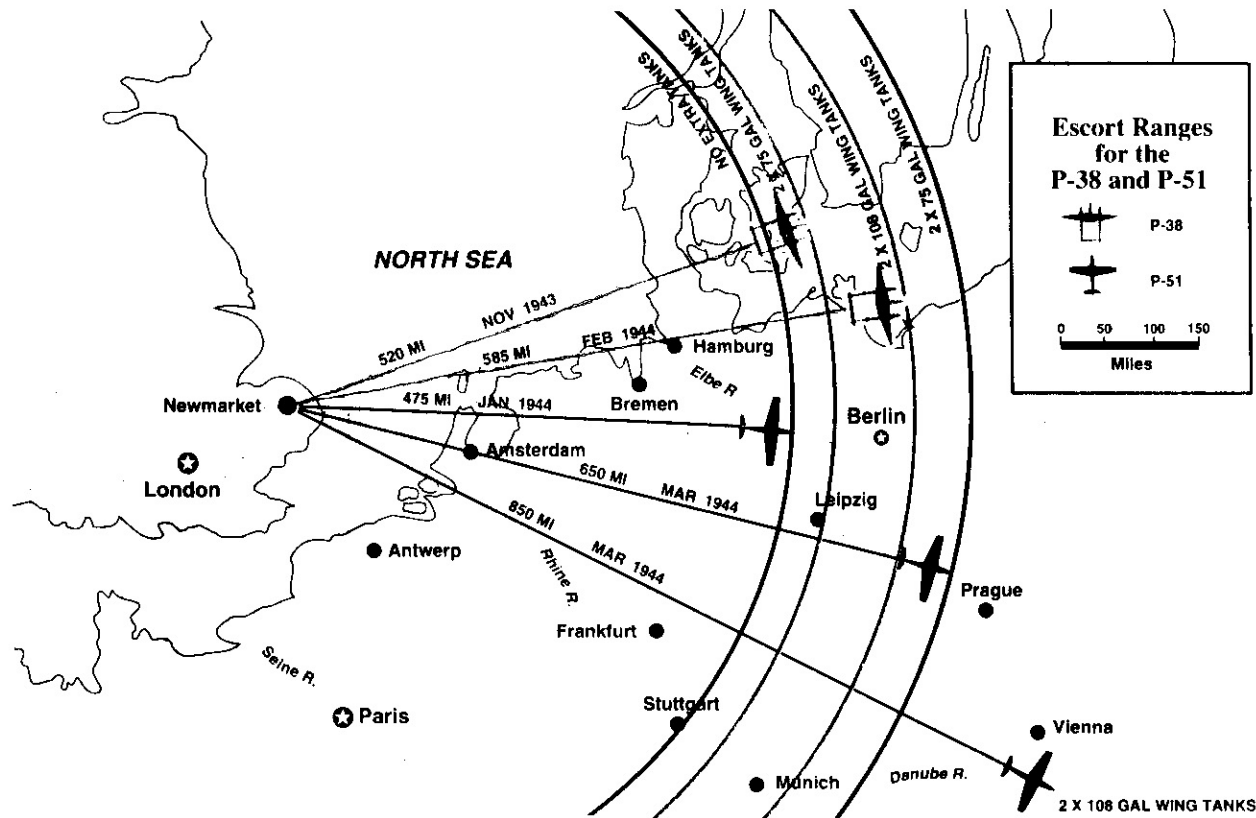 NO EXTRA TANKS
2 X 75 GAL WING TANKS
2 X 108 GAL WING TANKS
2 X 75 GAL WING TANKS
Escort Ranges
for the
P-38 and P-51
P-38
P-51
0 50 100 150
Miles
NORTH SEA
520 MI NOV 1943
585 MI FEB 1944
Hamburg
Elbe R
Newmarket
475 MI JAN 1944
Bremen
Berlin
Amsterdam
London
650 MI MAR 1944
Leipzig
850 MI MAR 1944
Antwerp
Rhine R.
Prague
Frankfurt
Seine R.
Paris
Stuttgart
Vienna
Munich
Danube R.
2 X 108 GAL WING TANKS